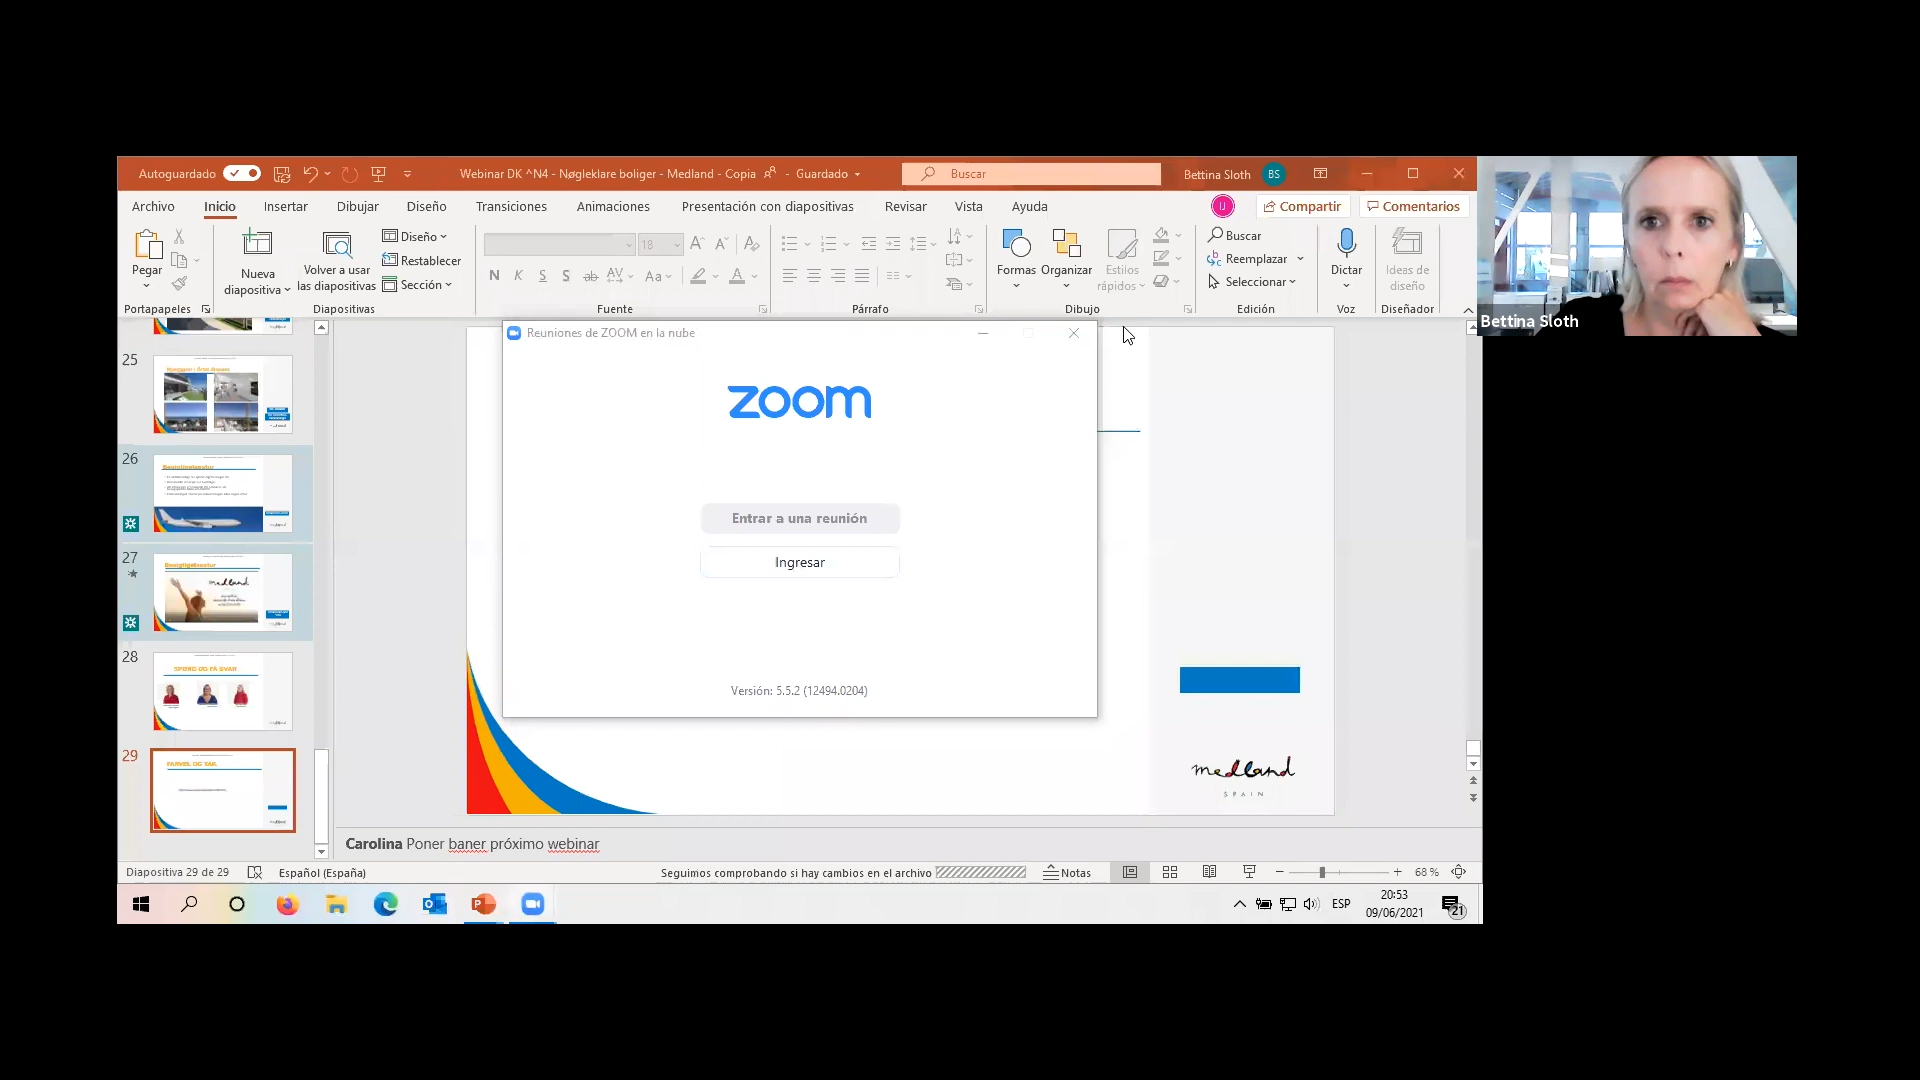 Autoguardado
Webinar DK ^N4 - Nøgleklare boliger - Medland - Copia - Guardado
Buscar
Bettina Sloth BS
Archivo Inicio Insertar Dibujar Diseño Transiciones Animaciones Presentación con diapositivas Revisar Vista Ayuda
IJ Compartir Comentarios
Pegar
Portapapeles
Nueva
diapositiva
Volver a usar
las diapositivas
Diseño
Restablecer
Sección
Diapositivas
18
N K S S ab AV Aa A
Fuente
Párrafo
Formas
Organizar
Estilos
rápidos
Dibujo
Buscar
Reemplazar
Seleccionar
Edición
Dictar
Voz
Ideas de
diseño
Diseñador
Bettina Sloth
25
26
27
28
SPØRG OG FÅ SVAR
29
FARVEL OG TAK
Reuniones de ZOOM en la nube
zoom
Entrar a una reunión
Ingresar
Versión: 5.5.2 (12494.0204)
medland
SPAIN
Carolina Poner baner próximo webinar
Diapositiva 29 de 29
Español (España)
Seguimos comprobando si hay cambios en el archivo
Notas
68 %
ESP
20:53
09/06/2021
21